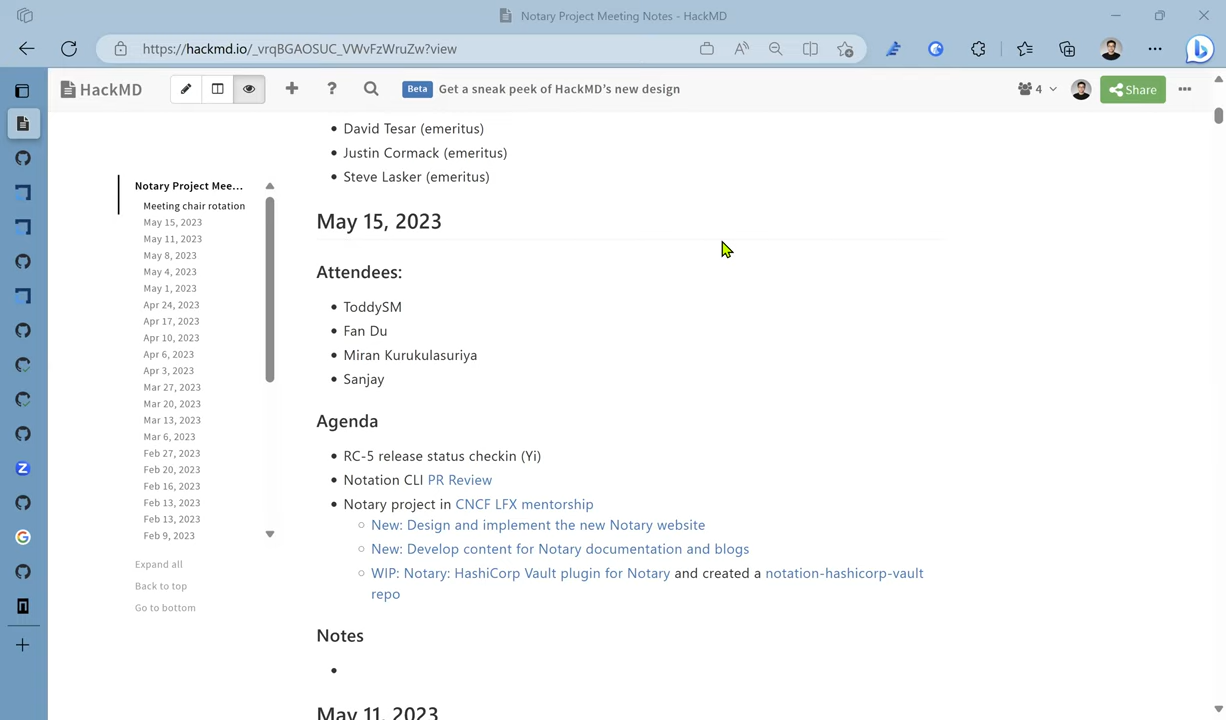 Notary Project Meeting Notes - HackMD
https://hackmd.io/_vrqBGAOSUC_VWvFzWruZw?view
HackMD
Beta Get a sneak peek of HackMD's new design
4
Share
Notary Project Mee...
Meeting chair rotation
May 15, 2023
May 11, 2023
May 8, 2023
May 4, 2023
May 1, 2023
Apr 24, 2023
Apr 17, 2023
Apr 10, 2023
Apr 6, 2023
Apr 3, 2023
Mar 27, 2023
Mar 20, 2023
Mar 13, 2023
Mar 6, 2023
Feb 27, 2023
Feb 20, 2023
Feb 16, 2023
Feb 13, 2023
Feb 13, 2023
Feb 9, 2023
Expand all
Back to top
Go to bottom
David Tesar (emeritus)
Justin Cormack (emeritus)
Steve Lasker (emeritus)
May 15, 2023
Attendees:
ToddySM
Fan Du
Miran Kurukulasuriya
Sanjay
Agenda
RC-5 release status checkin (Yi)
Notation CLI PR Review
Notary project in CNCF LFX mentorship
New: Design and implement the new Notary website
New: Develop content for Notary documentation and blogs
WIP: Notary: HashiCorp Vault plugin for Notary and created a notation-hashicorp-vault
repo
Notes
May 11, 2023